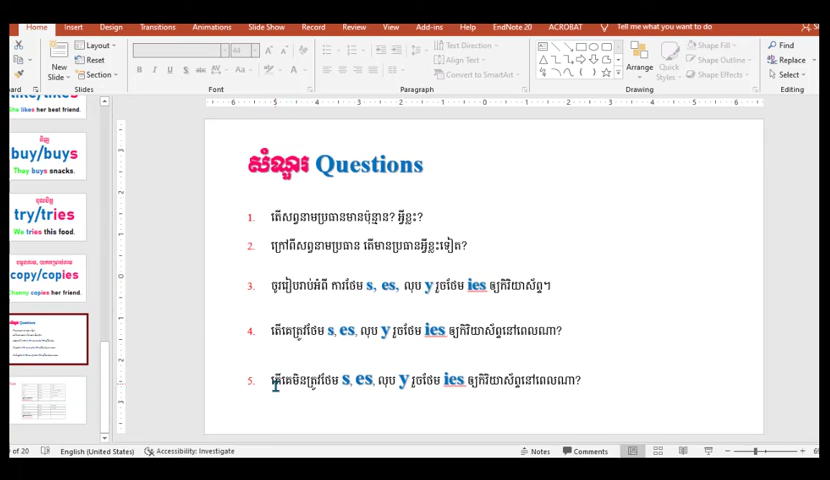 Home Insert Design Transitions Animations Slide Show Record Review View Add-ins EndNote 20 ACROBAT Tell me what you want to do
Layout
Text Direction
Shape Fill
Find
Align Text
Shape Outline
Replace
New Slide
Section
Convert to SmartArt
Arrange
Quick Styles
Shape Effects
Select
Slides
Font
Paragraph
Drawing
Editing
likes her best friend.
buy/buys
They buys snacks.
try/tries
We tries this food.
copy/copies
her friend.
សំណួរ Questions
សំណួរ Questions
1. តើសព្វនាមប្រធានមានប៉ុន្មាន? អ្វីខ្លះ?
2. ក្រៅពីសព្វនាមប្រធាន តើមានប្រធានអ្វីខ្លះទៀត?
3. ចូររៀបរាប់អំពី ការថែម s, es, លុប y រួចថែម ies ឲ្យកិរិយាស័ព្ទ។
4. តើគេត្រូវថែម s, es, លុប y រួចថែម ies ឲ្យកិរិយាស័ព្ទនៅពេលណា?
5. តើគេមិនត្រូវថែម s, es, លុប y រួចថែម ies ឲ្យកិរិយាស័ព្ទនៅពេលណា?
of 20 English (United States) Accessibility: Investigate Notes Comments